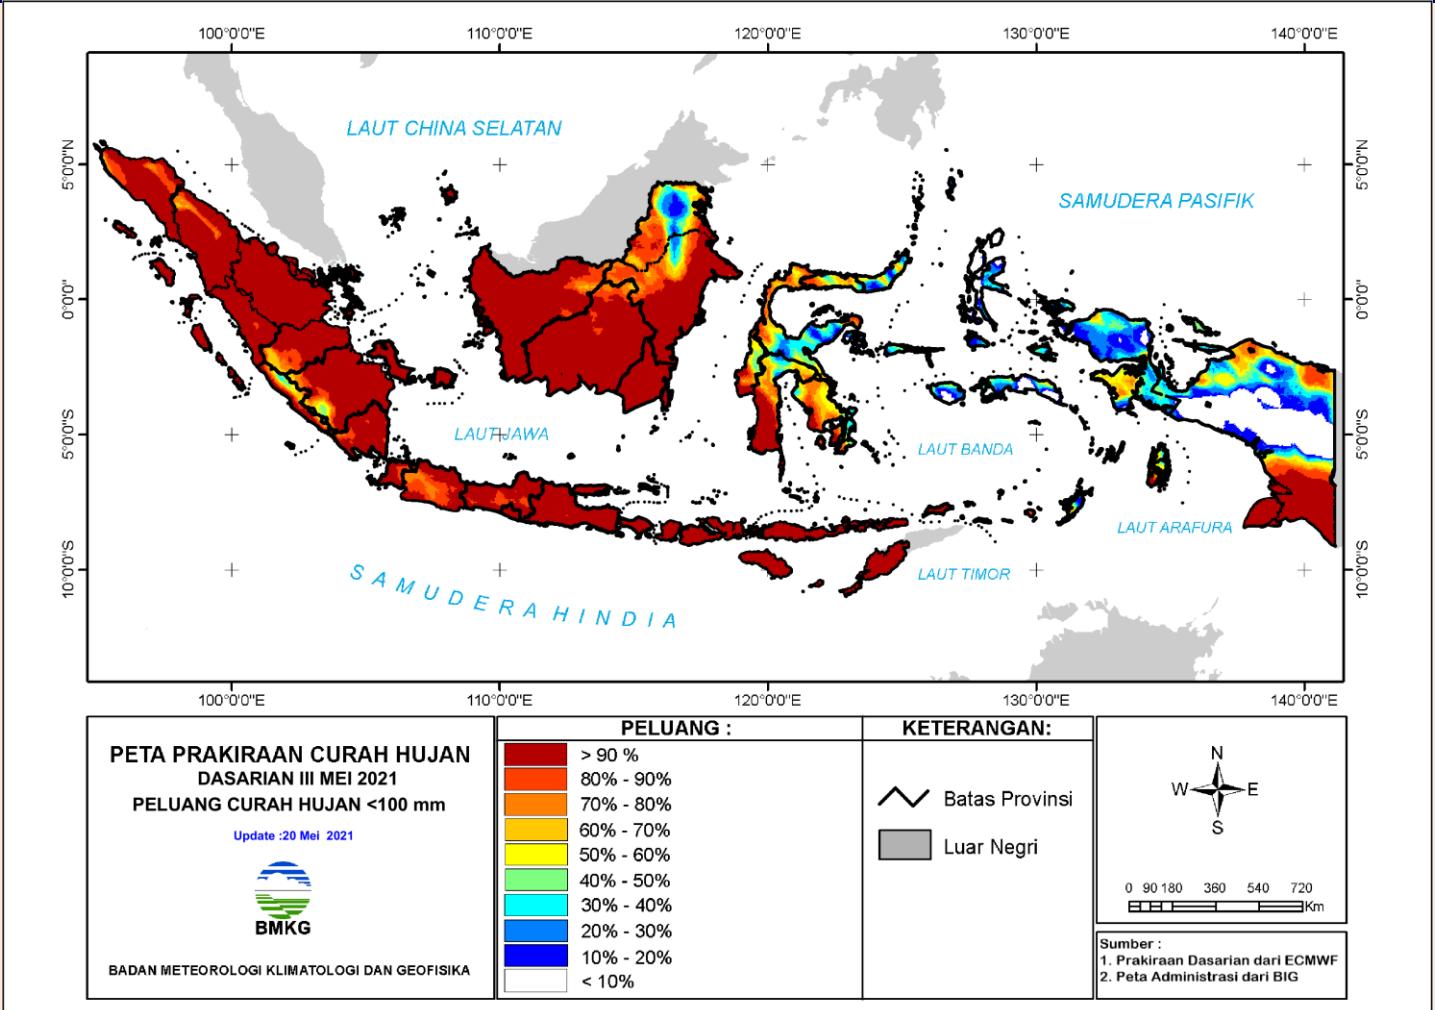 100°0'0"E 110°0'0"E 120°0'0"E 130°0'0"E 140°0'0"E
5°0'0"N
0°0'0"
5°0'0"S
10°0'0"S
LAUT CHINA SELATAN
SAMUDERA PASIFIK
LAUT JAWA
LAUT BANDA
LAUT ARAFURA
LAUT TIMOR
SAMUDERA HINDIA
5°0'0"N
0°0'0"
5°0'0"S
10°0'0"S
100°0'0"E 110°0'0"E 120°0'0"E 130°0'0"E 140°0'0"E
PETA PRAKIRAAN CURAH HUJAN
DASARIAN III MEI 2021
PELUANG CURAH HUJAN <100 mm
Update :20 Mei 2021
BMKG
BADAN METEOROLOGI KLIMATOLOGI DAN GEOFISIKA
PELUANG :
> 90 %
80% - 90%
70% - 80%
60% - 70%
50% - 60%
40% - 50%
30% - 40%
20% - 30%
10% - 20%
< 10%
KETERANGAN:
Batas Provinsi
Luar Negri
N
W E
S
0 90 180 360 540 720
Km
Sumber :
1. Prakiraan Dasarian dari ECMWF
2. Peta Administrasi dari BIG